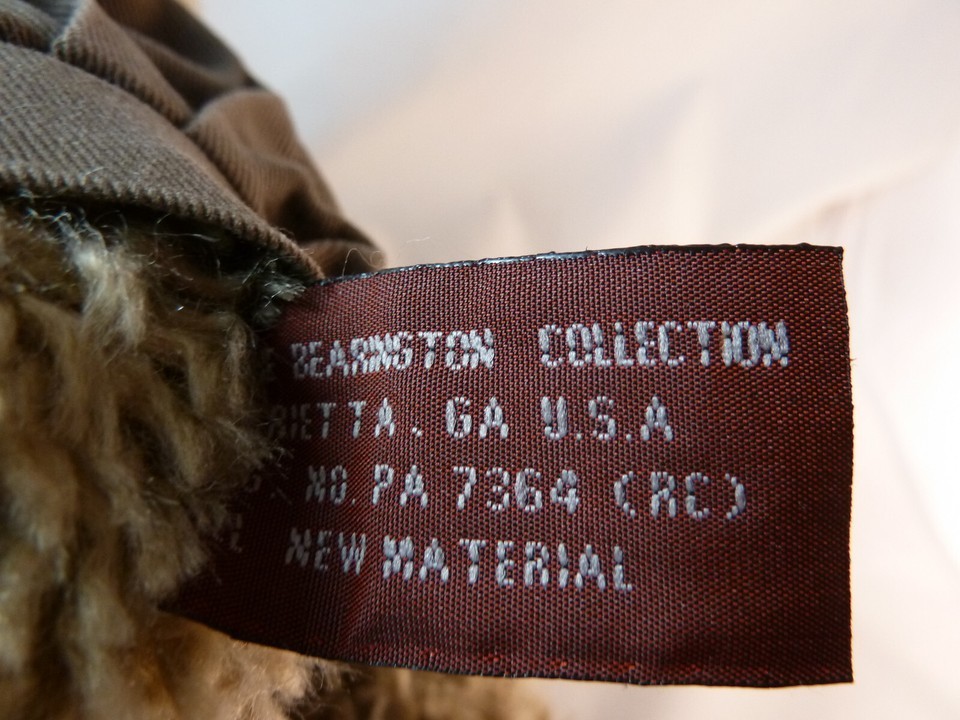 BEARINGTON COLLECTION
RIETTA, GA U.S.A
NO. PA 7364 (RC)
NEW MATERIAL